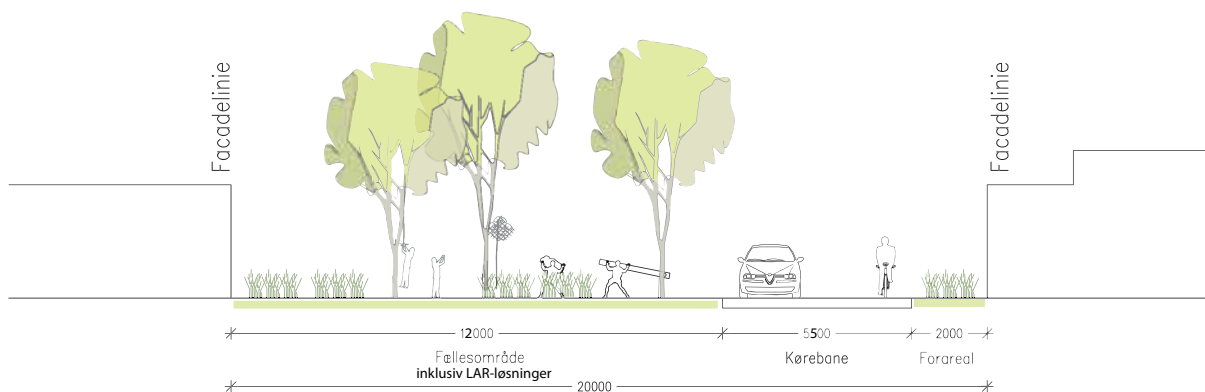 Facadelinie
Facadelinie
12000
5500
2000
Fællesområde
inklusiv LAR-løsninger
Kørebane
Forareal
20000